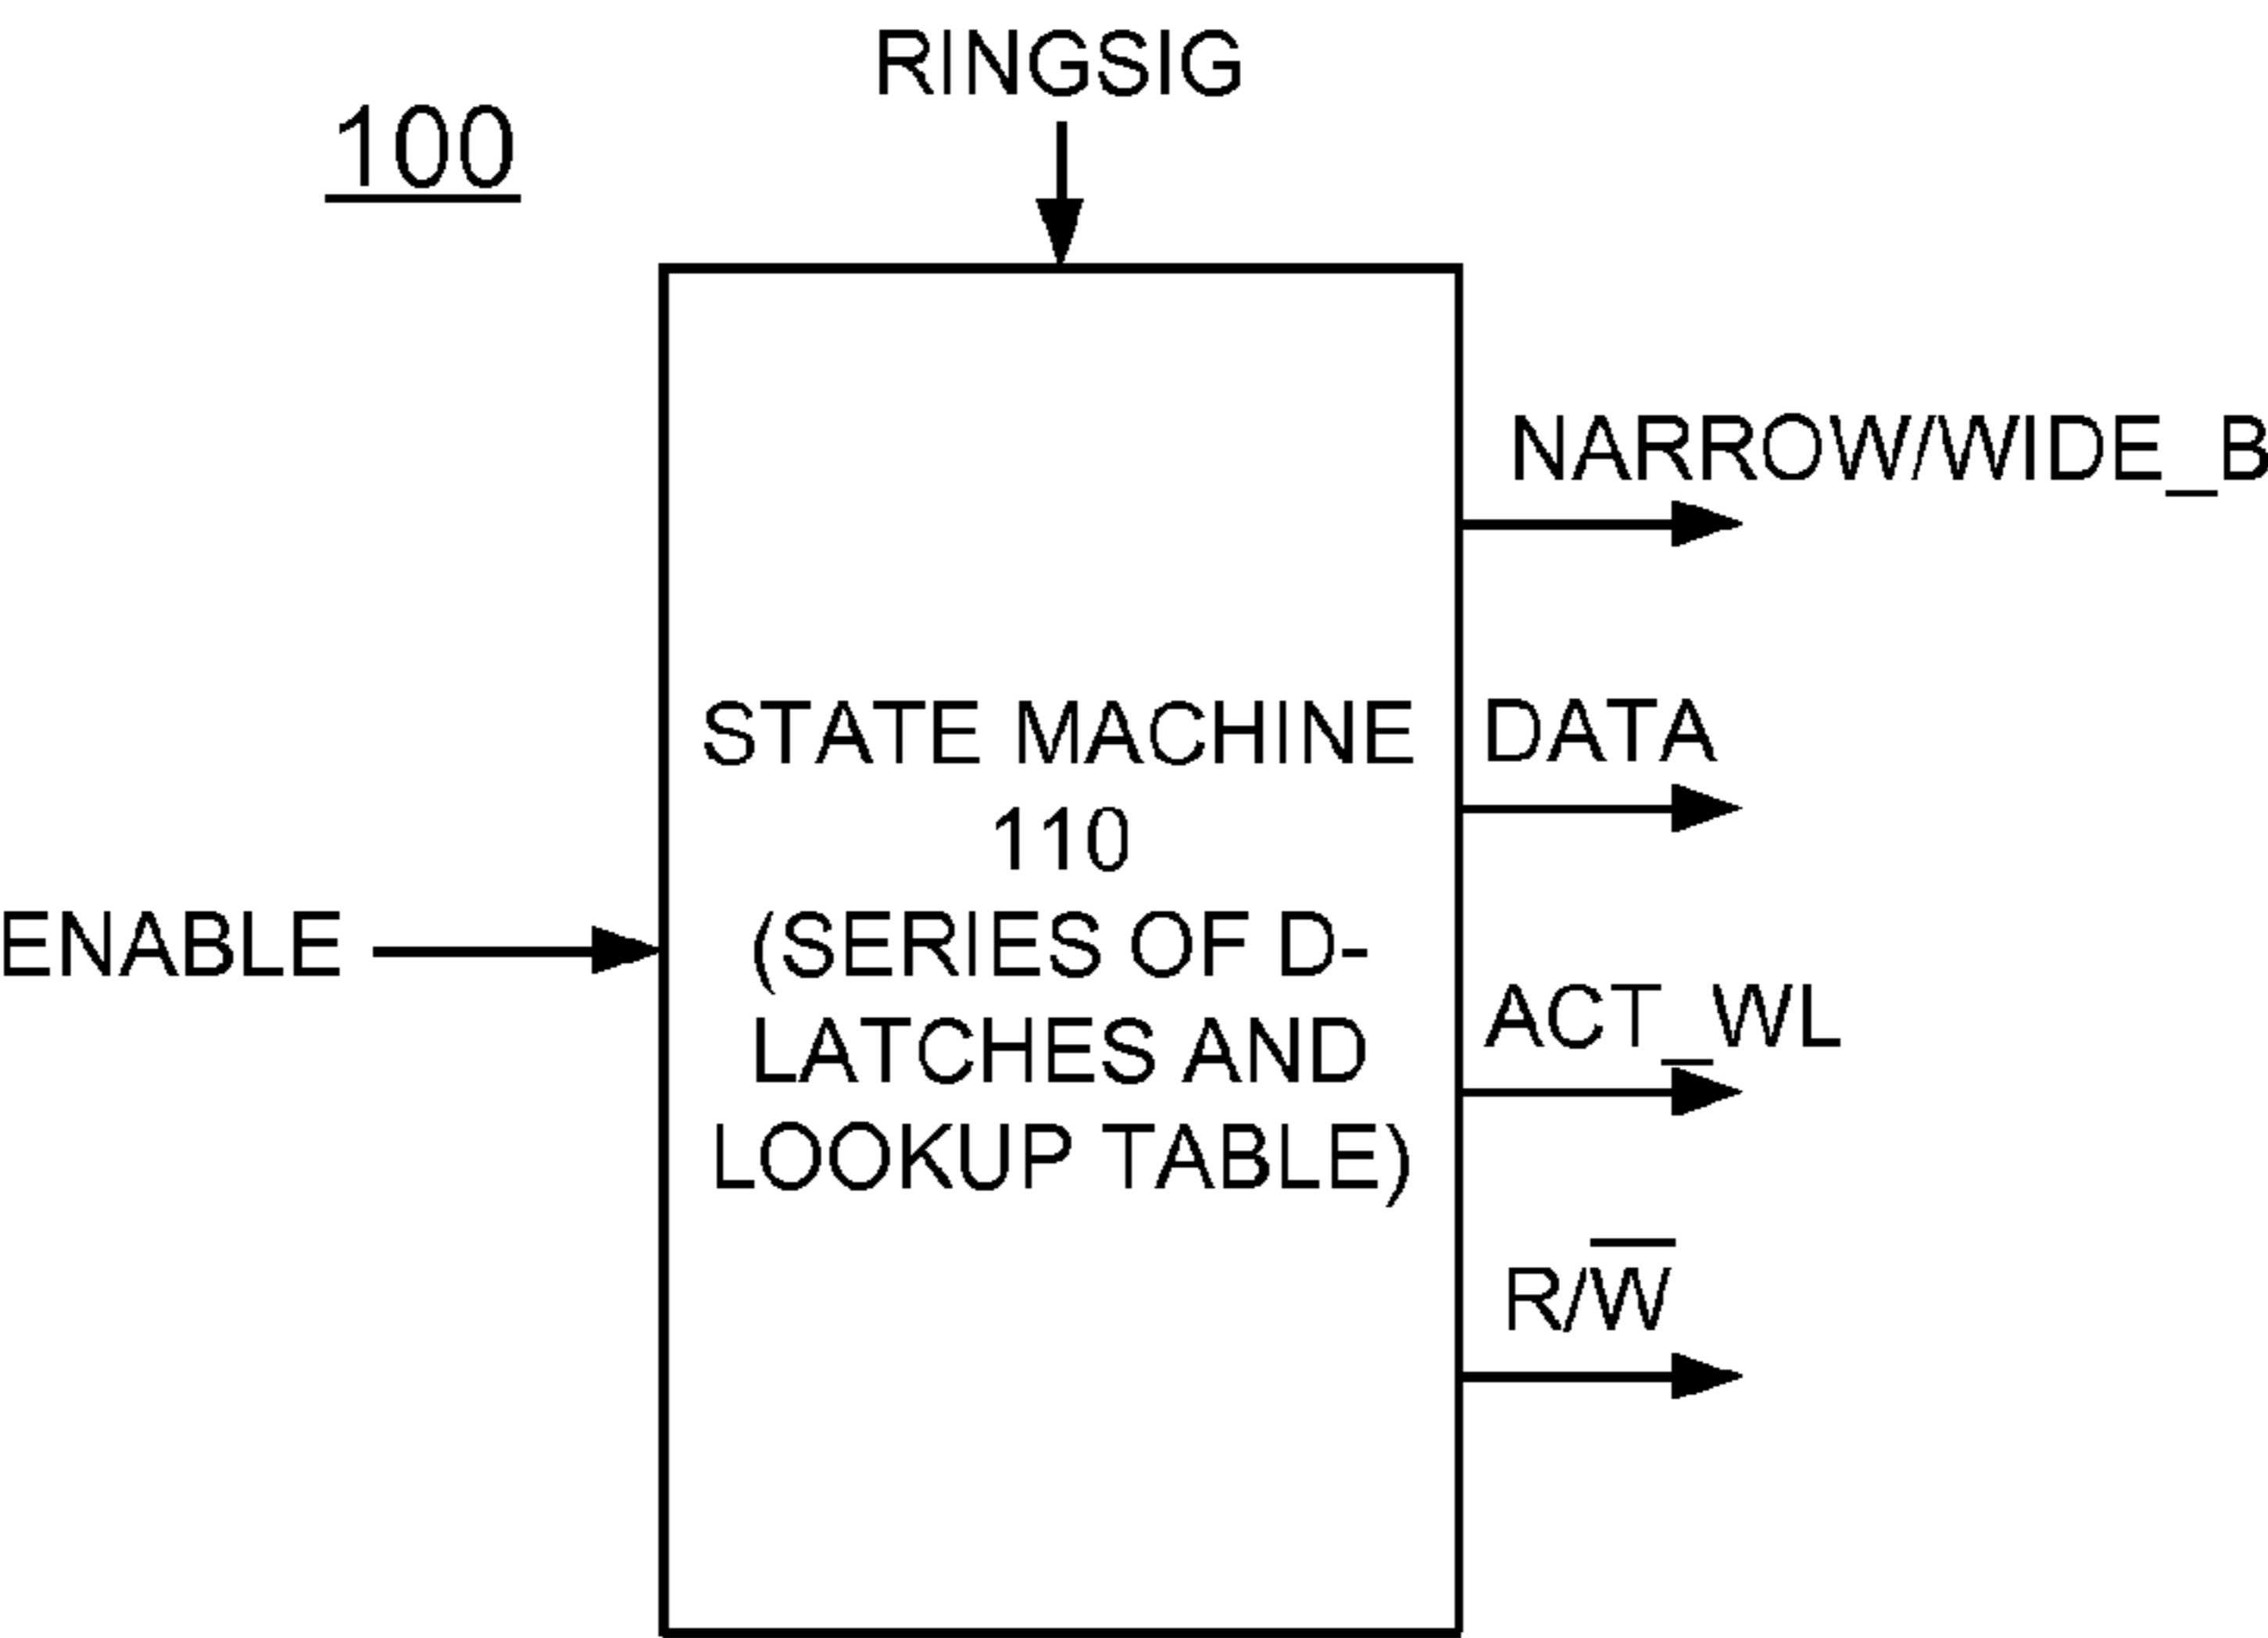 RINGSIG
100
NARROW/WIDE_B
STATE MACHINE
110
(SERIES OF D-
LATCHES AND
LOOKUP TABLE)
ENABLE
DATA
ACT_WL
R/W̅